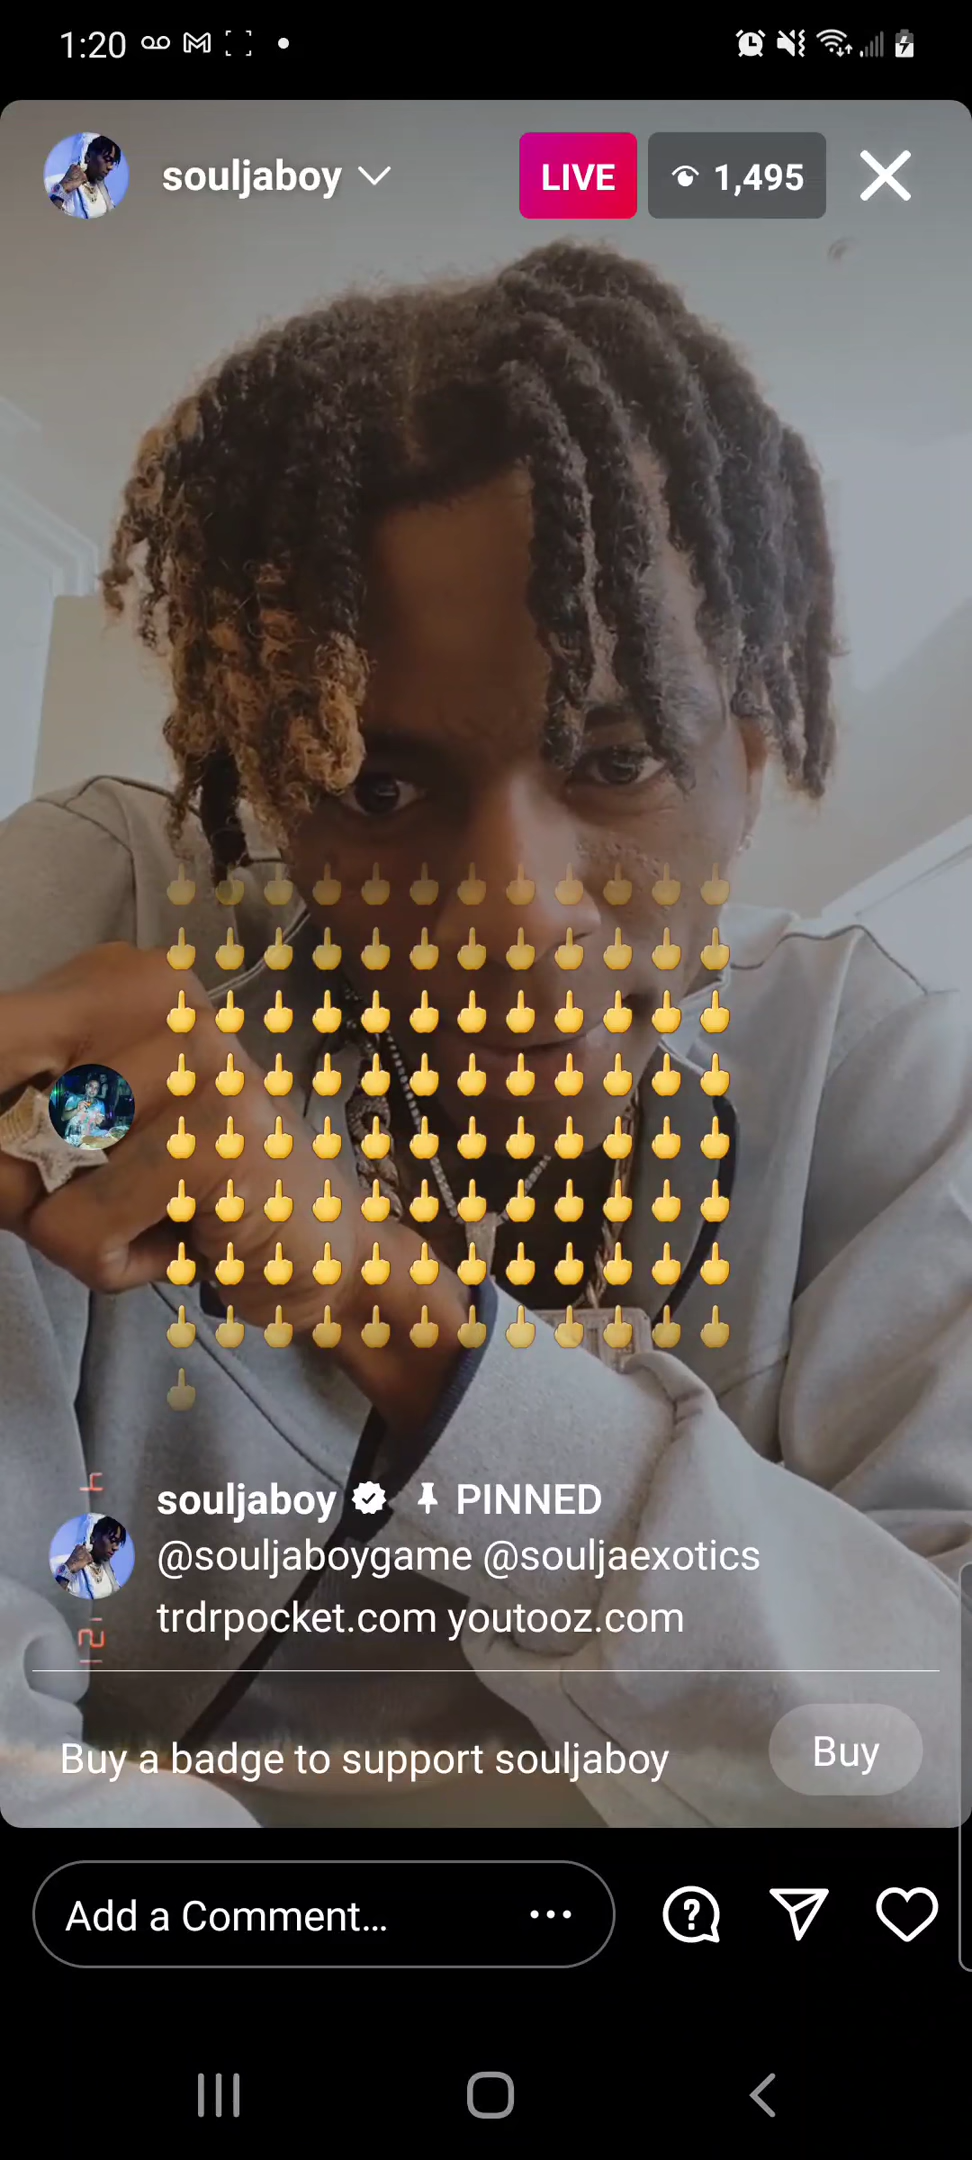 1:20
souljaboy
LIVE
1,495
🖕🖕🖕🖕🖕🖕🖕🖕🖕🖕🖕🖕
🖕🖕🖕🖕🖕🖕🖕🖕🖕🖕🖕🖕
🖕🖕🖕🖕🖕🖕🖕🖕🖕🖕🖕🖕
🖕🖕🖕🖕🖕🖕🖕🖕🖕🖕🖕🖕
🖕🖕🖕🖕🖕🖕🖕🖕🖕🖕🖕🖕
🖕🖕🖕🖕🖕🖕🖕🖕🖕🖕🖕🖕
🖕🖕🖕🖕🖕🖕🖕🖕🖕🖕🖕🖕
🖕🖕🖕🖕🖕🖕🖕🖕🖕🖕🖕🖕
🖕
souljaboy PINNED
@souljaboygame @souljaexotics
trdrpocket.com youtooz.com
Buy a badge to support souljaboy
Buy
Add a Comment...